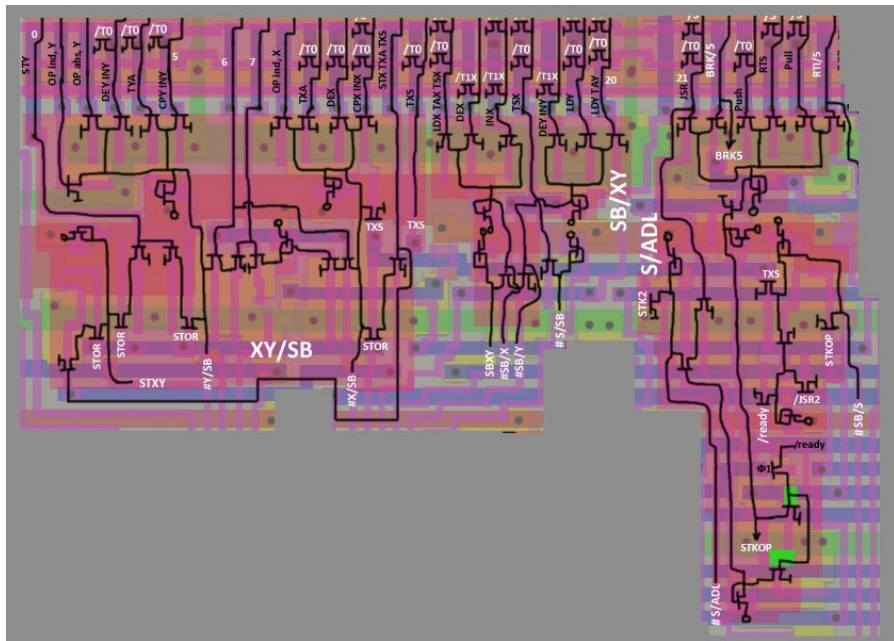 0
STY
OP ind, Y
OP abs, Y
/T0
DEY INY
/T0
TYA
/T0
CPY INY
5
6
7
OP ind, X
/T0
TXA
/T0
DEX
/T0
CPX INX
STX TXA TXS
/T0
TXS
/T0
LDX TAX TSX
/T1X
DEX
/T1X
INX
/T0
TSX
/T1X
DEY INY
/T0
LDY
/T0
LDY TAY
20
/T0
21
JSR
BRK/5
/T0
Push
RTS
Pull
RTI/5
BRK5
SB/XY
S/ADL
TXS
TXS
TXS
STK2
STOR
STOR
STOR
XY/SB
STOR
STXY
#Y/SB
#X/SB
SBXY
#SB/X
#SB/Y
# S/SB
STKOP
/JSR2
/ready
# SB/S
/ready
Φ1
STKOP
# S/ADL